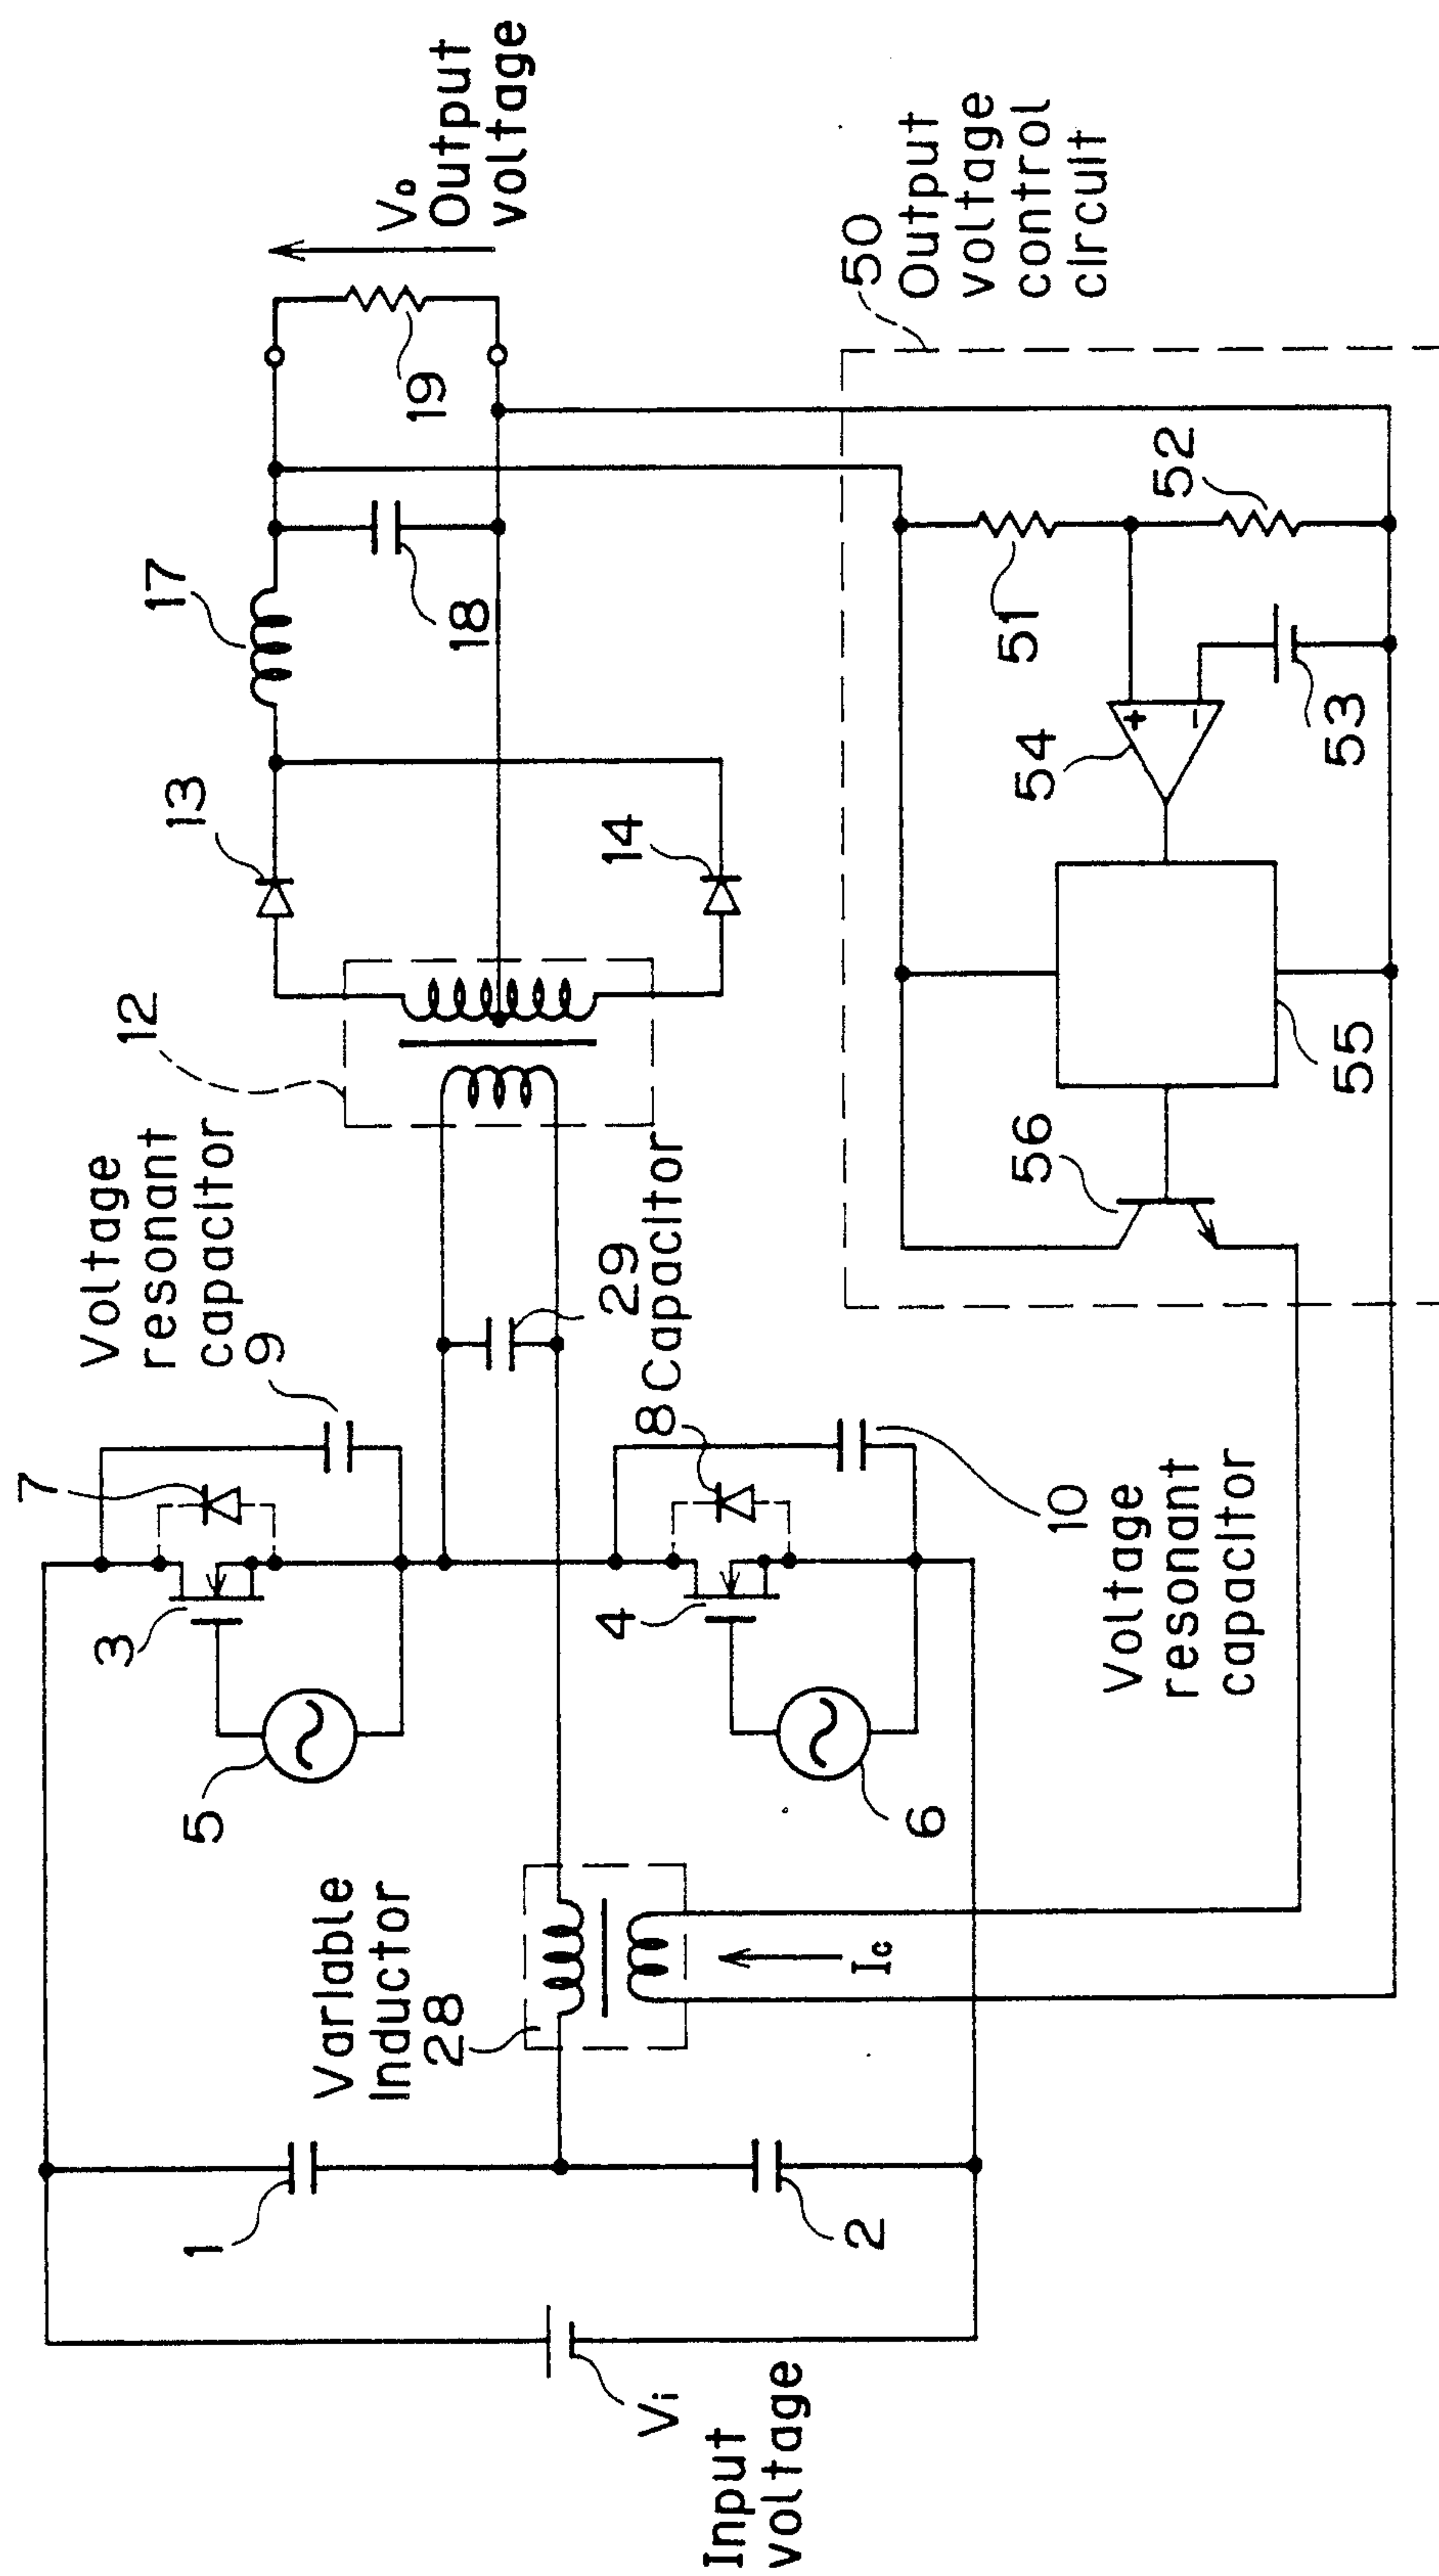 Voltage
resonant
capacitor
9
7
3
5
12
13
17
18
19
Vo
Output
voltage
14
29
Capacitor
8
4
6
10
Voltage
resonant
capacitor
Variable
Inductor
28
Ic
1
2
Vi
Input
voltage
50
Output
voltage
control
circuit
51
52
53
54
+
−
55
56